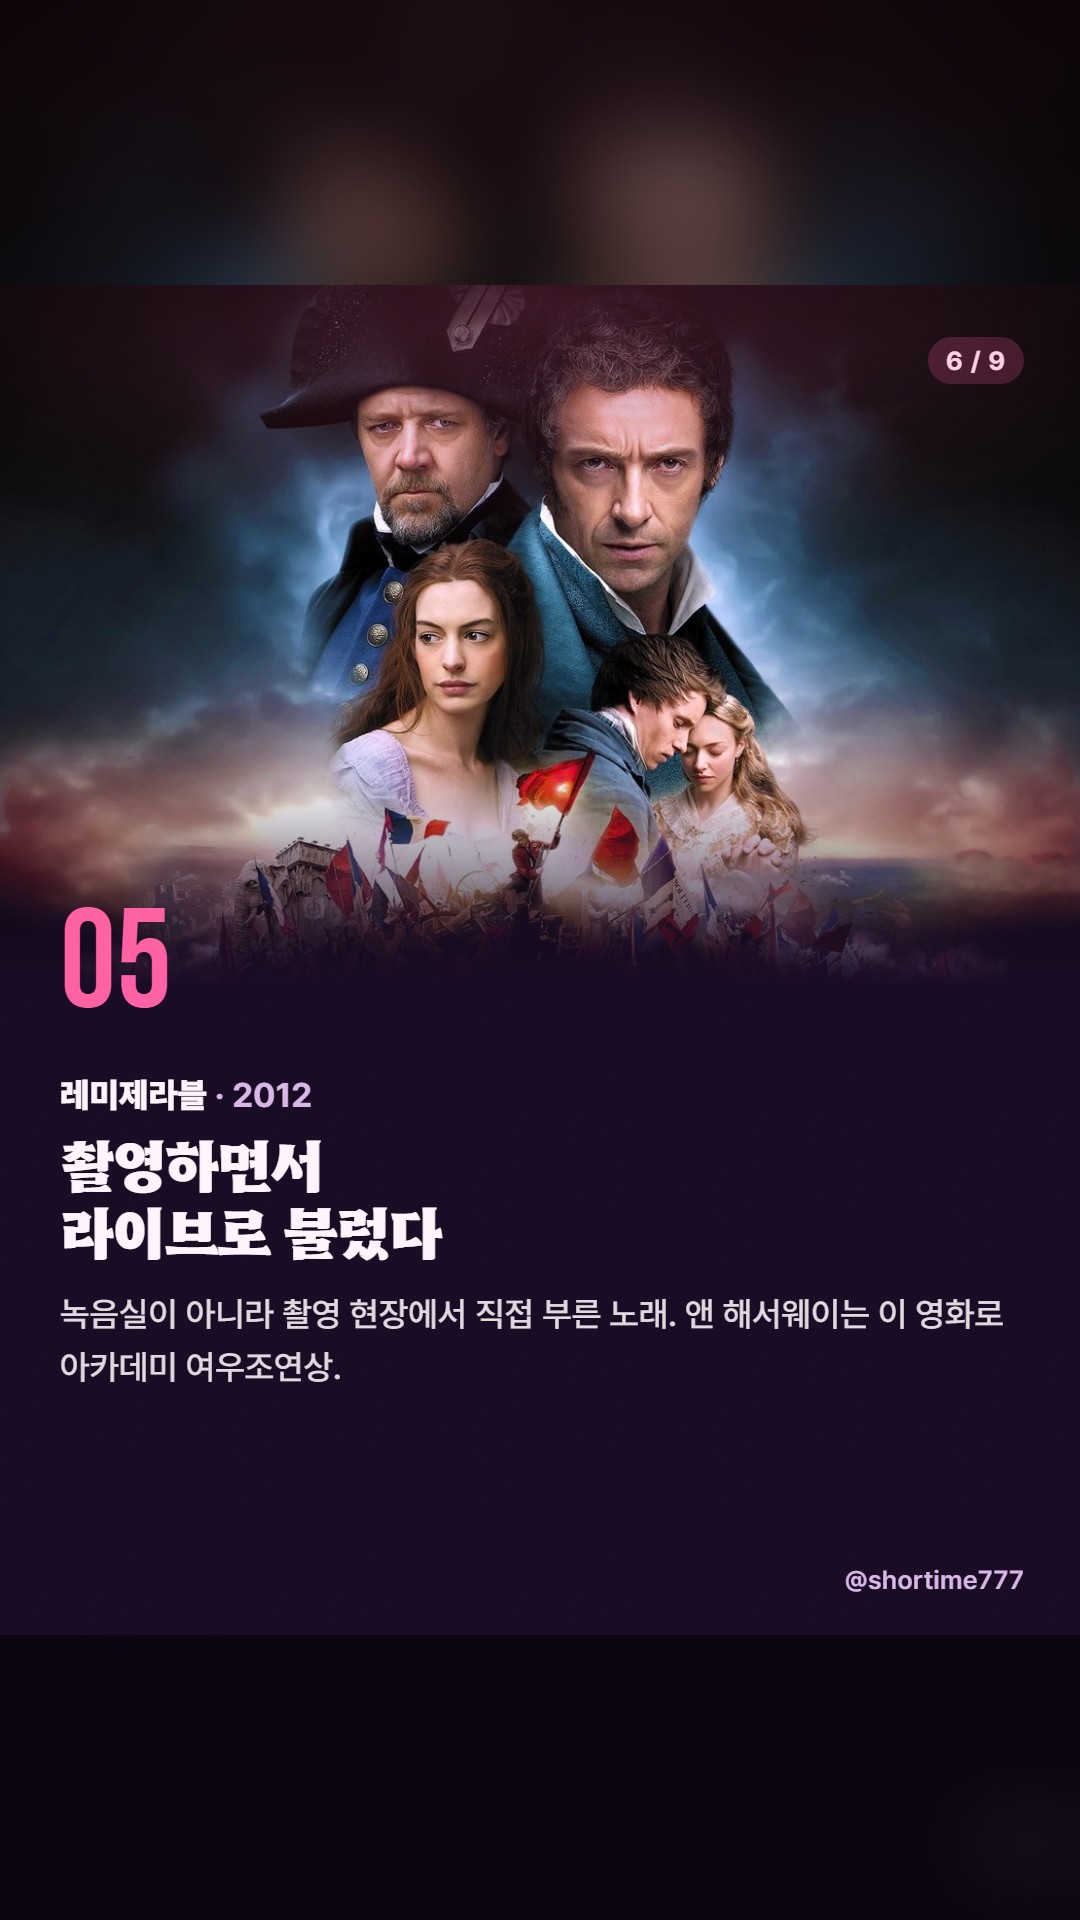 6 / 9
05
레미제라블 · 2012
촬영하면서
라이브로 불렀다
녹음실이 아니라 촬영 현장에서 직접 부른 노래. 앤 해서웨이는 이 영화로
아카데미 여우조연상.
@shortime777